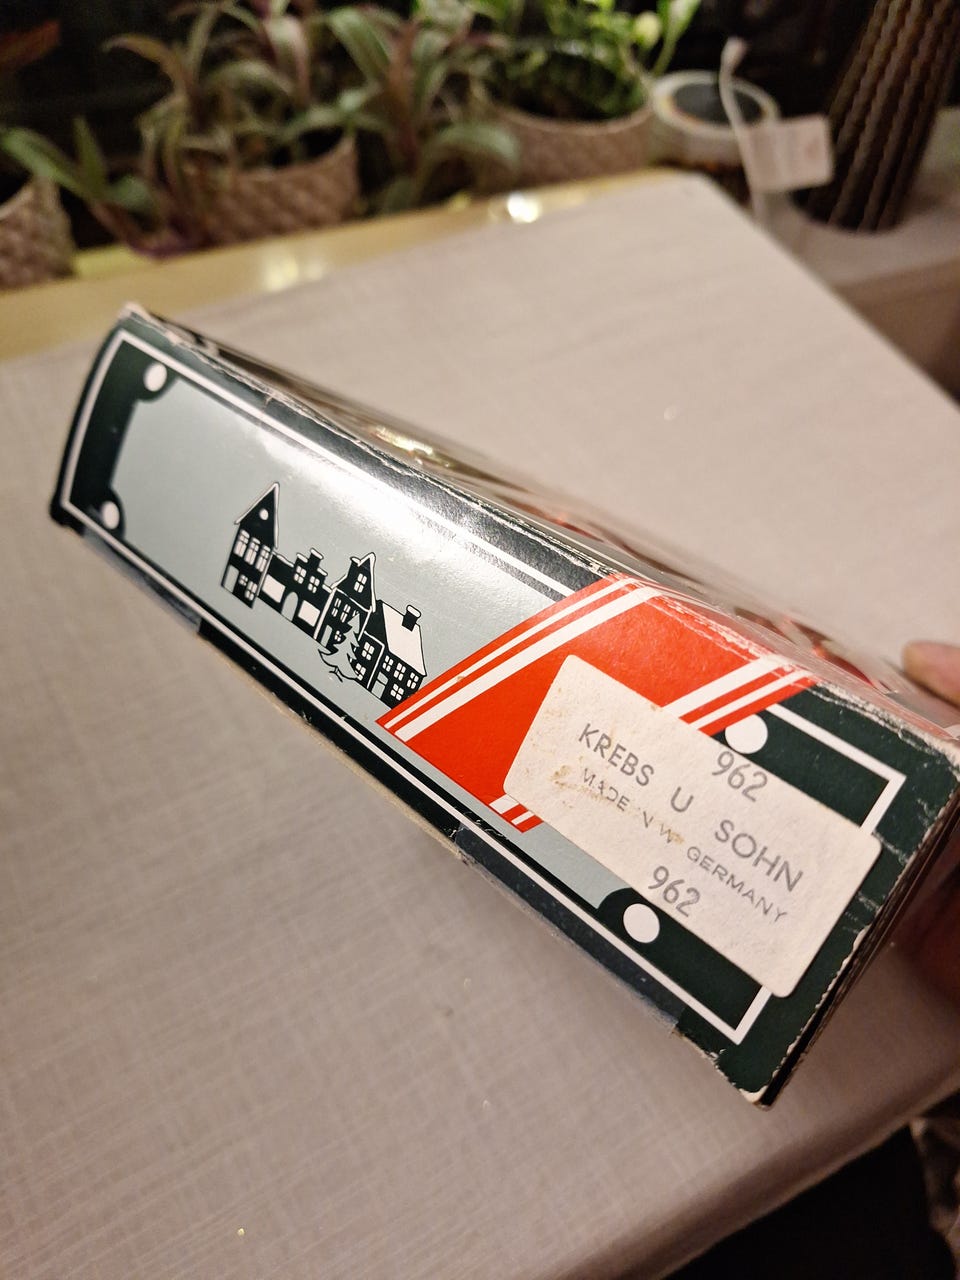 962
KREBS U SOHN
MADE IN W GERMANY
962